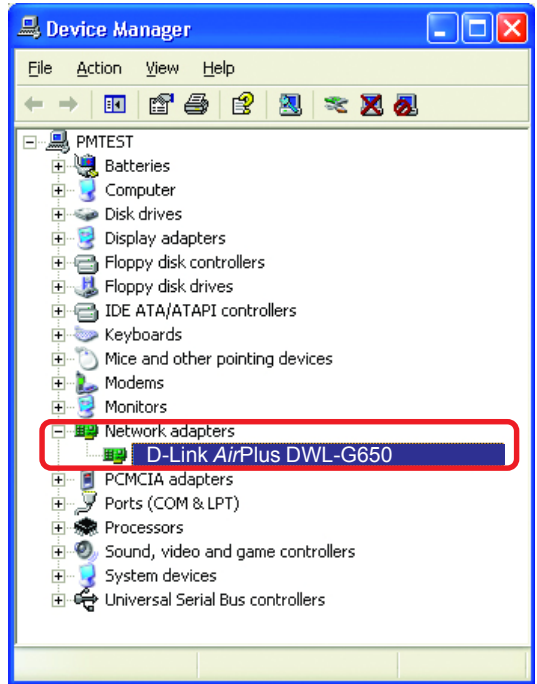 Device Manager
File Action View Help
PMTEST
Batteries
Computer
Disk drives
Display adapters
Floppy disk controllers
Floppy disk drives
IDE ATA/ATAPI controllers
Keyboards
Mice and other pointing devices
Modems
Monitors
Network adapters
D-Link AirPlus DWL-G650
PCMCIA adapters
Ports (COM & LPT)
Processors
Sound, video and game controllers
System devices
Universal Serial Bus controllers